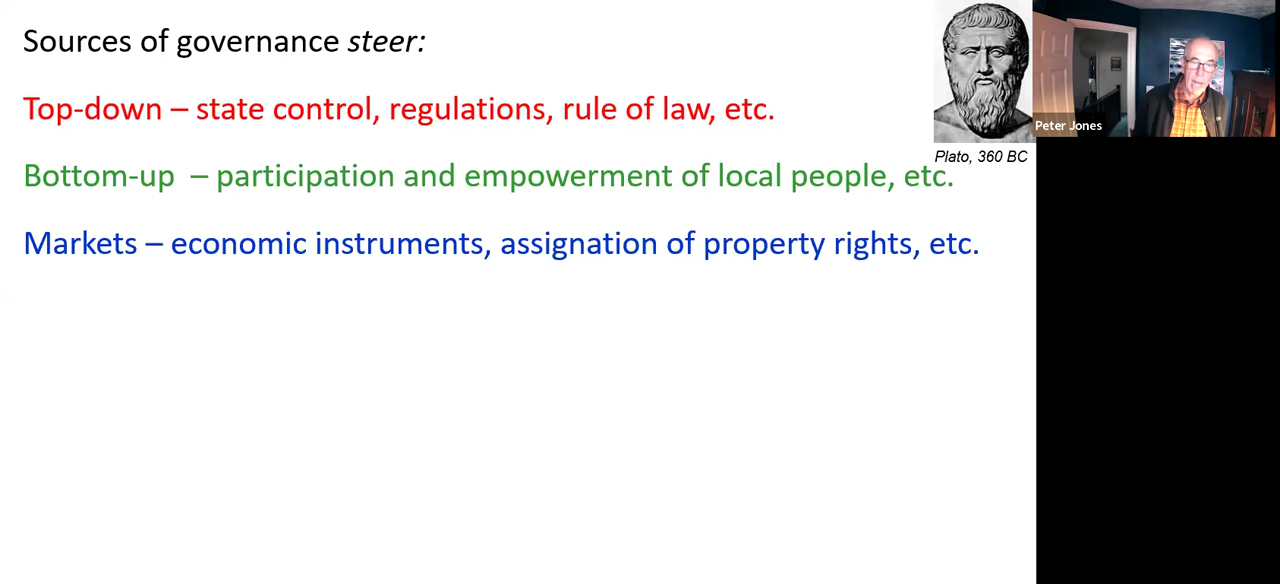 Sources of governance steer:
Top-down – state control, regulations, rule of law, etc.
Peter Jones
Plato, 360 BC
Bottom-up  – participation and empowerment of local people, etc.
Markets – economic instruments, assignation of property rights, etc.